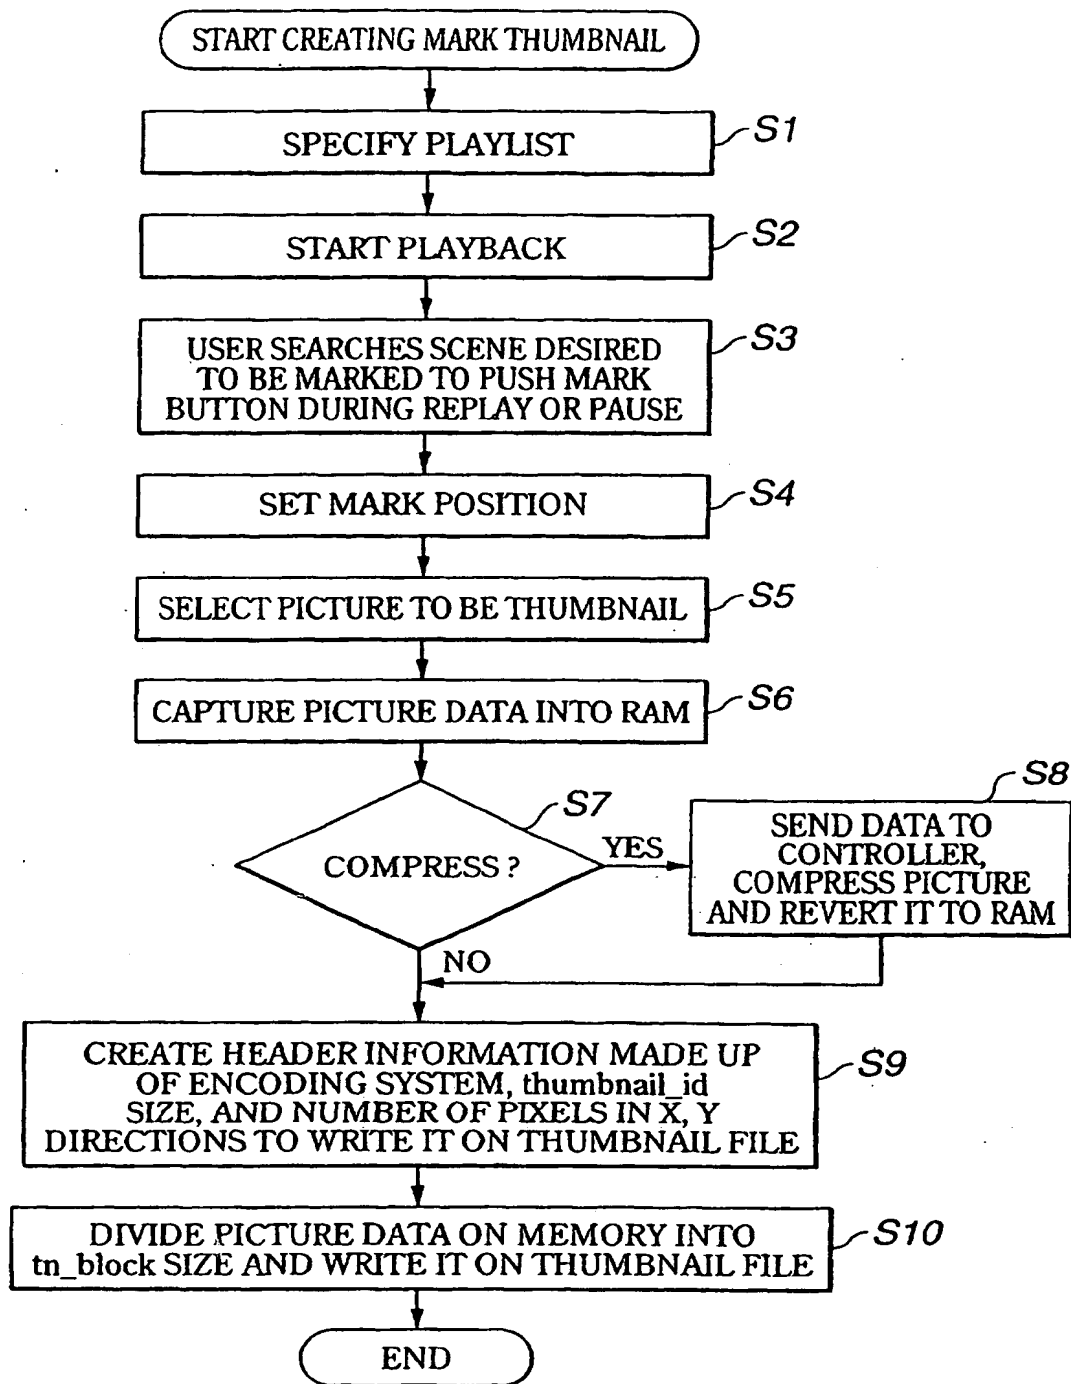 START CREATING MARK THUMBNAIL
SPECIFY PLAYLIST
S1
START PLAYBACK
S2
USER SEARCHES SCENE DESIRED
TO BE MARKED TO PUSH MARK
BUTTON DURING REPLAY OR PAUSE
S3
SET MARK POSITION
S4
SELECT PICTURE TO BE THUMBNAIL
S5
CAPTURE PICTURE DATA INTO RAM
S6
COMPRESS ?
S7
YES
SEND DATA TO
CONTROLLER,
COMPRESS PICTURE
AND REVERT IT TO RAM
S8
NO
CREATE HEADER INFORMATION MADE UP
OF ENCODING SYSTEM, thumbnail_id
SIZE, AND NUMBER OF PIXELS IN X, Y
DIRECTIONS TO WRITE IT ON THUMBNAIL FILE
S9
DIVIDE PICTURE DATA ON MEMORY INTO
tn_block SIZE AND WRITE IT ON THUMBNAIL FILE
S10
END